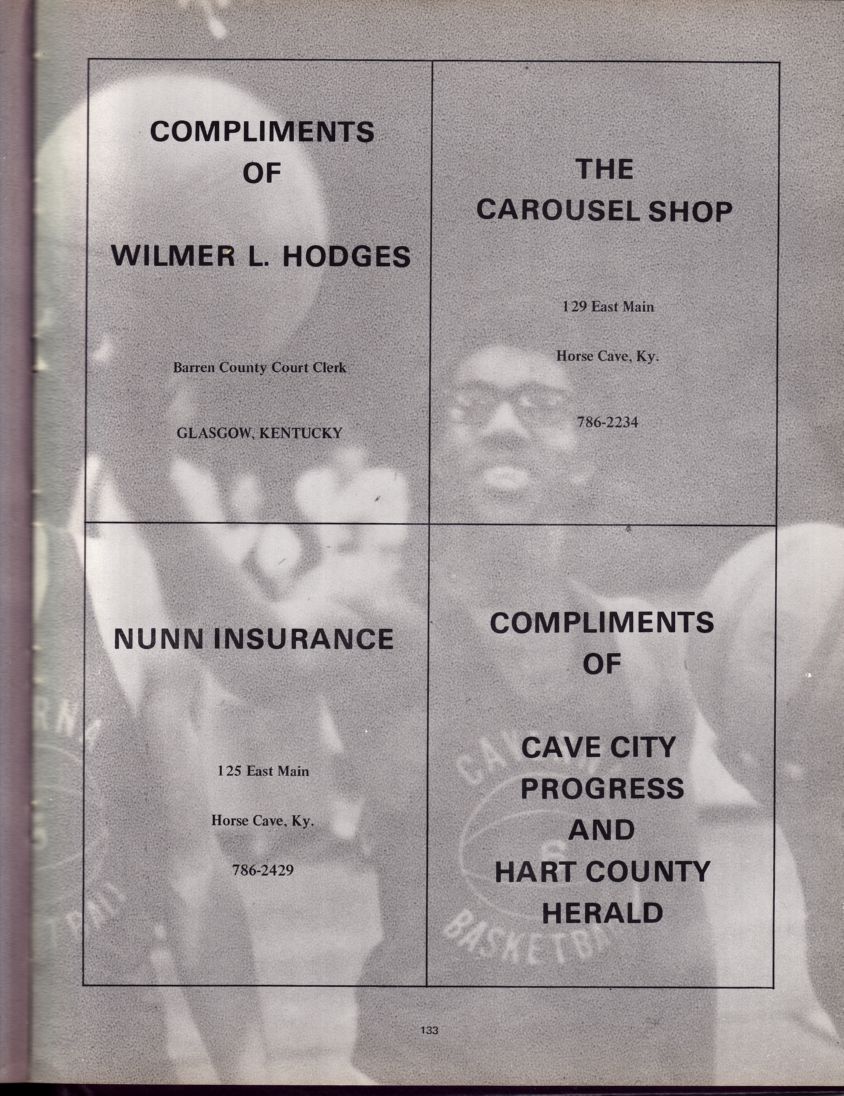 COMPLIMENTS
OF
WILMER L. HODGES
Barren County Court Clerk
GLASGOW, KENTUCKY
THE
CAROUSEL SHOP
129 East Main
Horse Cave, Ky.
786-2234
NUNN INSURANCE
125 East Main
Horse Cave, Ky.
786-2429
COMPLIMENTS
OF
CAVE CITY
PROGRESS
AND
HART COUNTY
HERALD
6
133